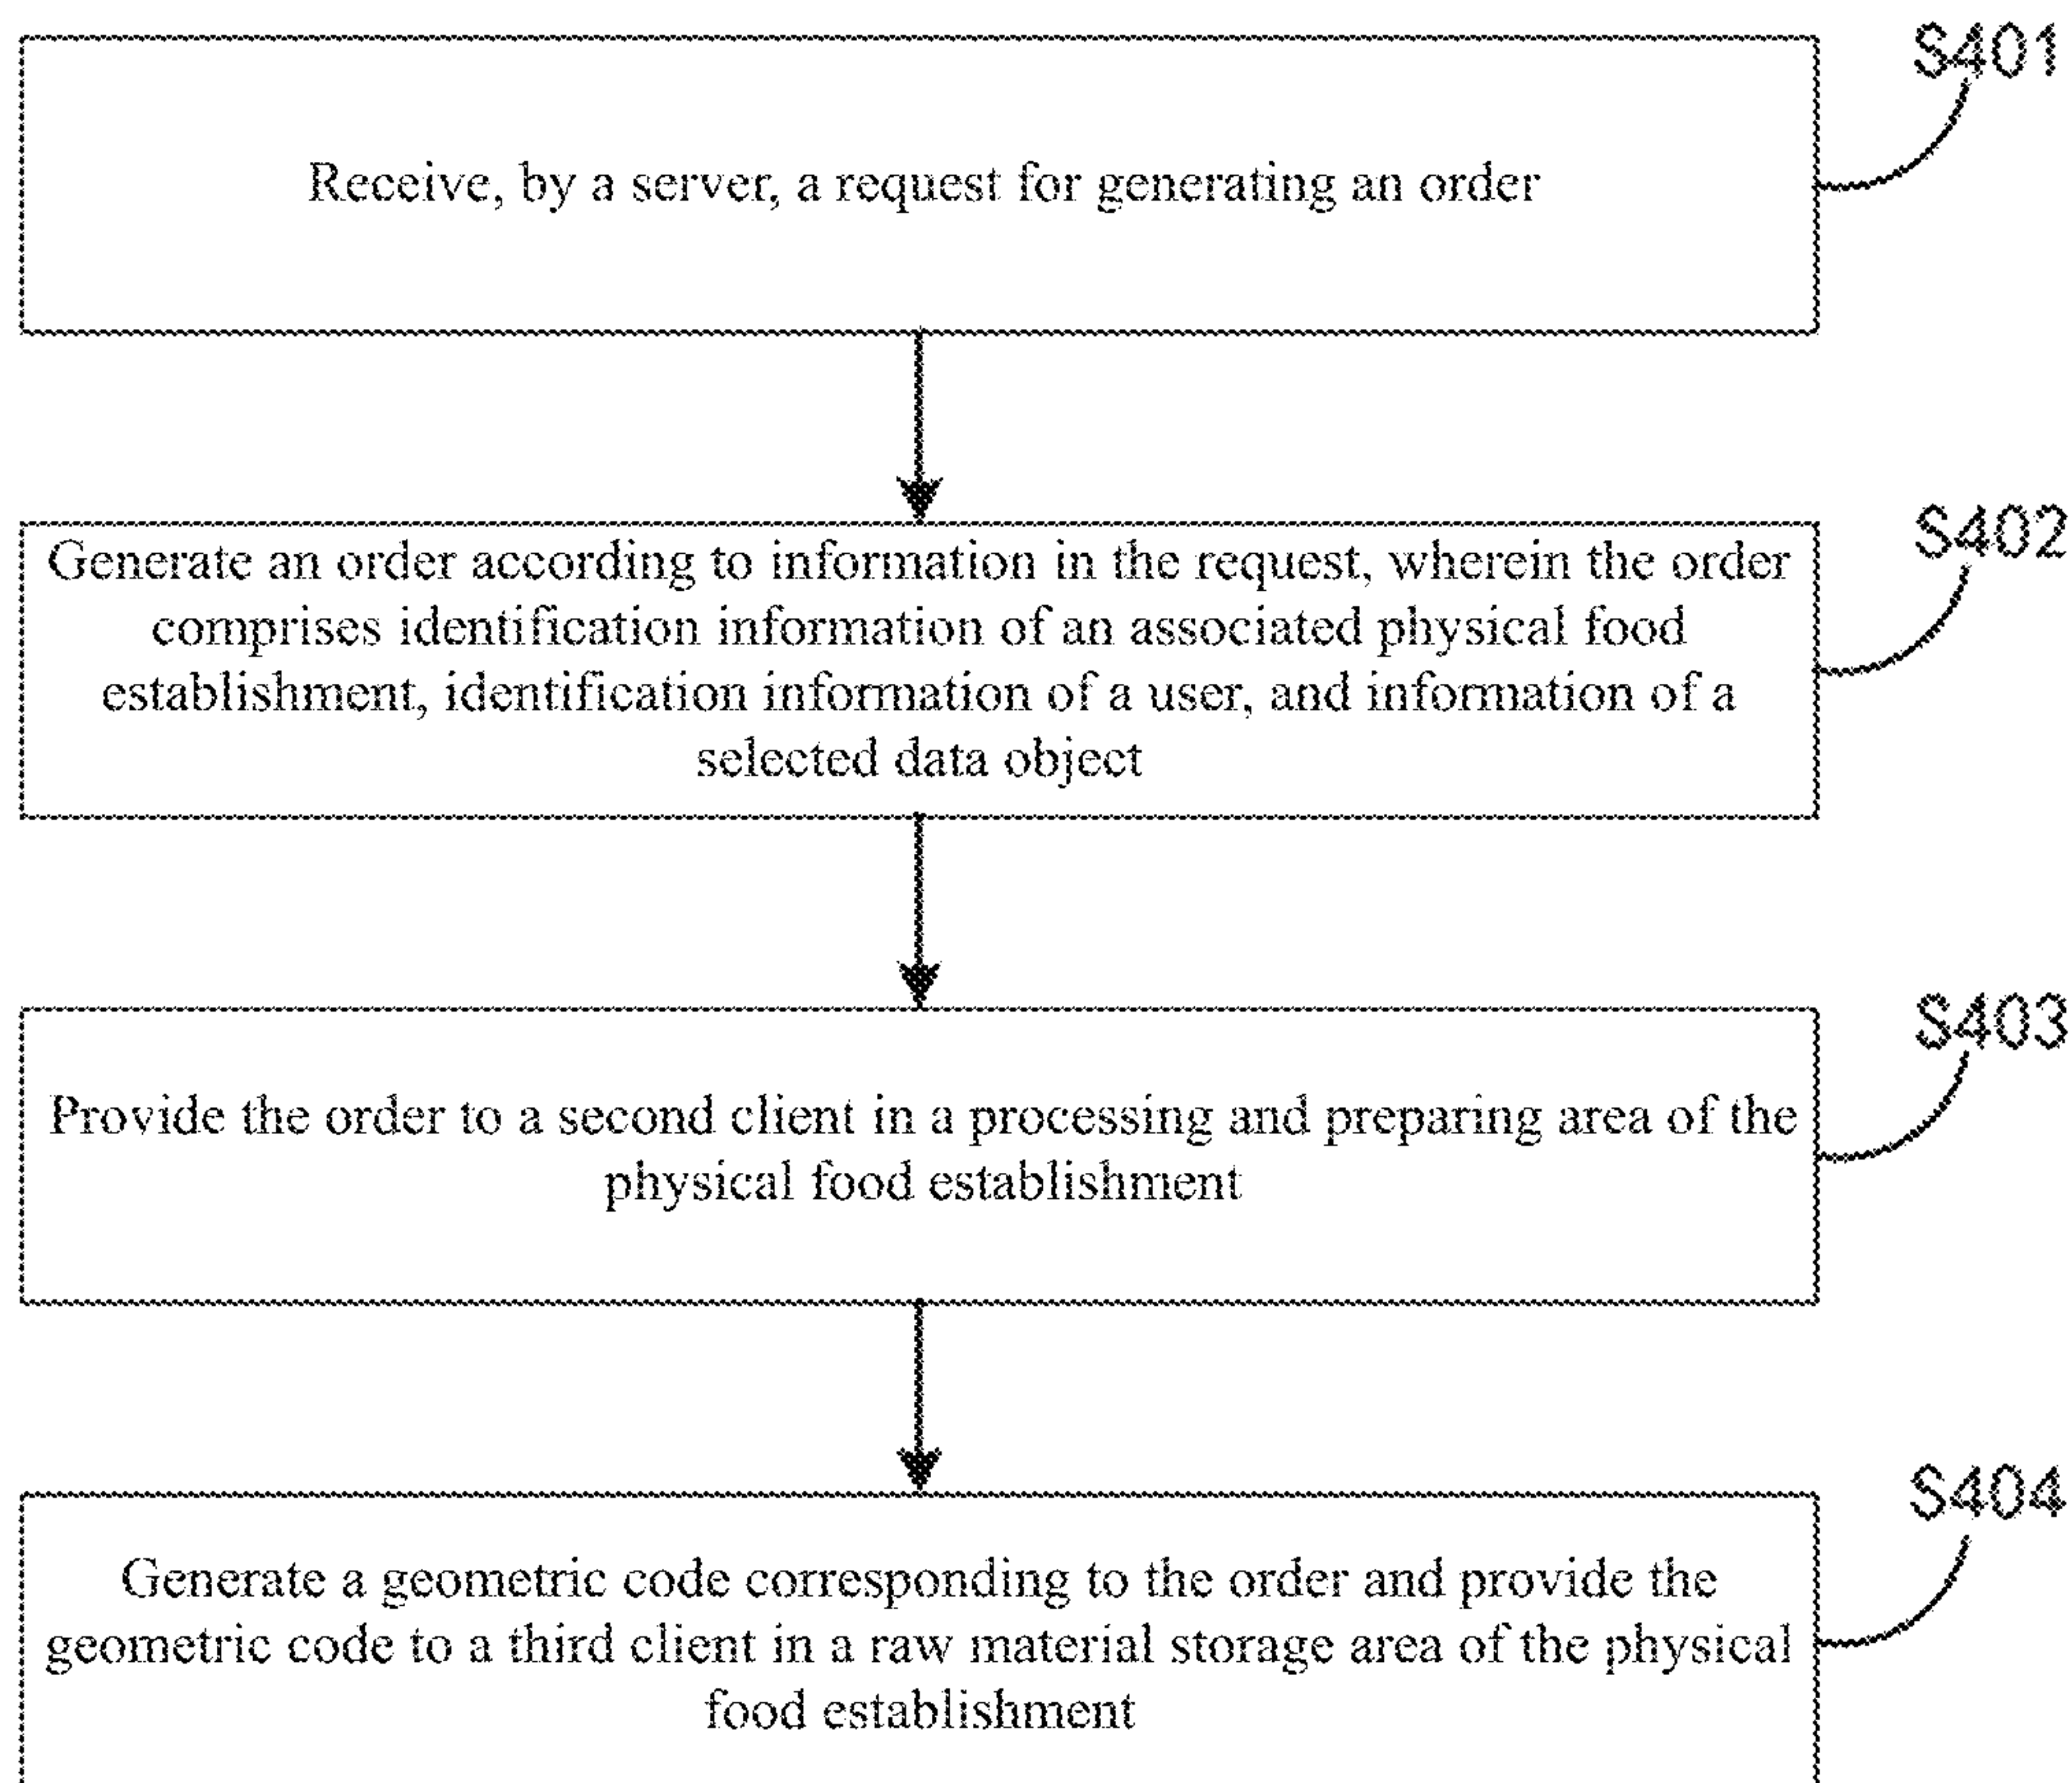 S401
Receive, by a server, a request for generating an order
S402
Generate an order according to information in the request, wherein the order
comprises identification information of an associated physical food
establishment, identification information of a user, and information of a
selected data object
S403
Provide the order to a second client in a processing and preparing area of the
physical food establishment
S404
Generate a geometric code corresponding to the order and provide the
geometric code to a third client in a raw material storage area of the physical
food establishment